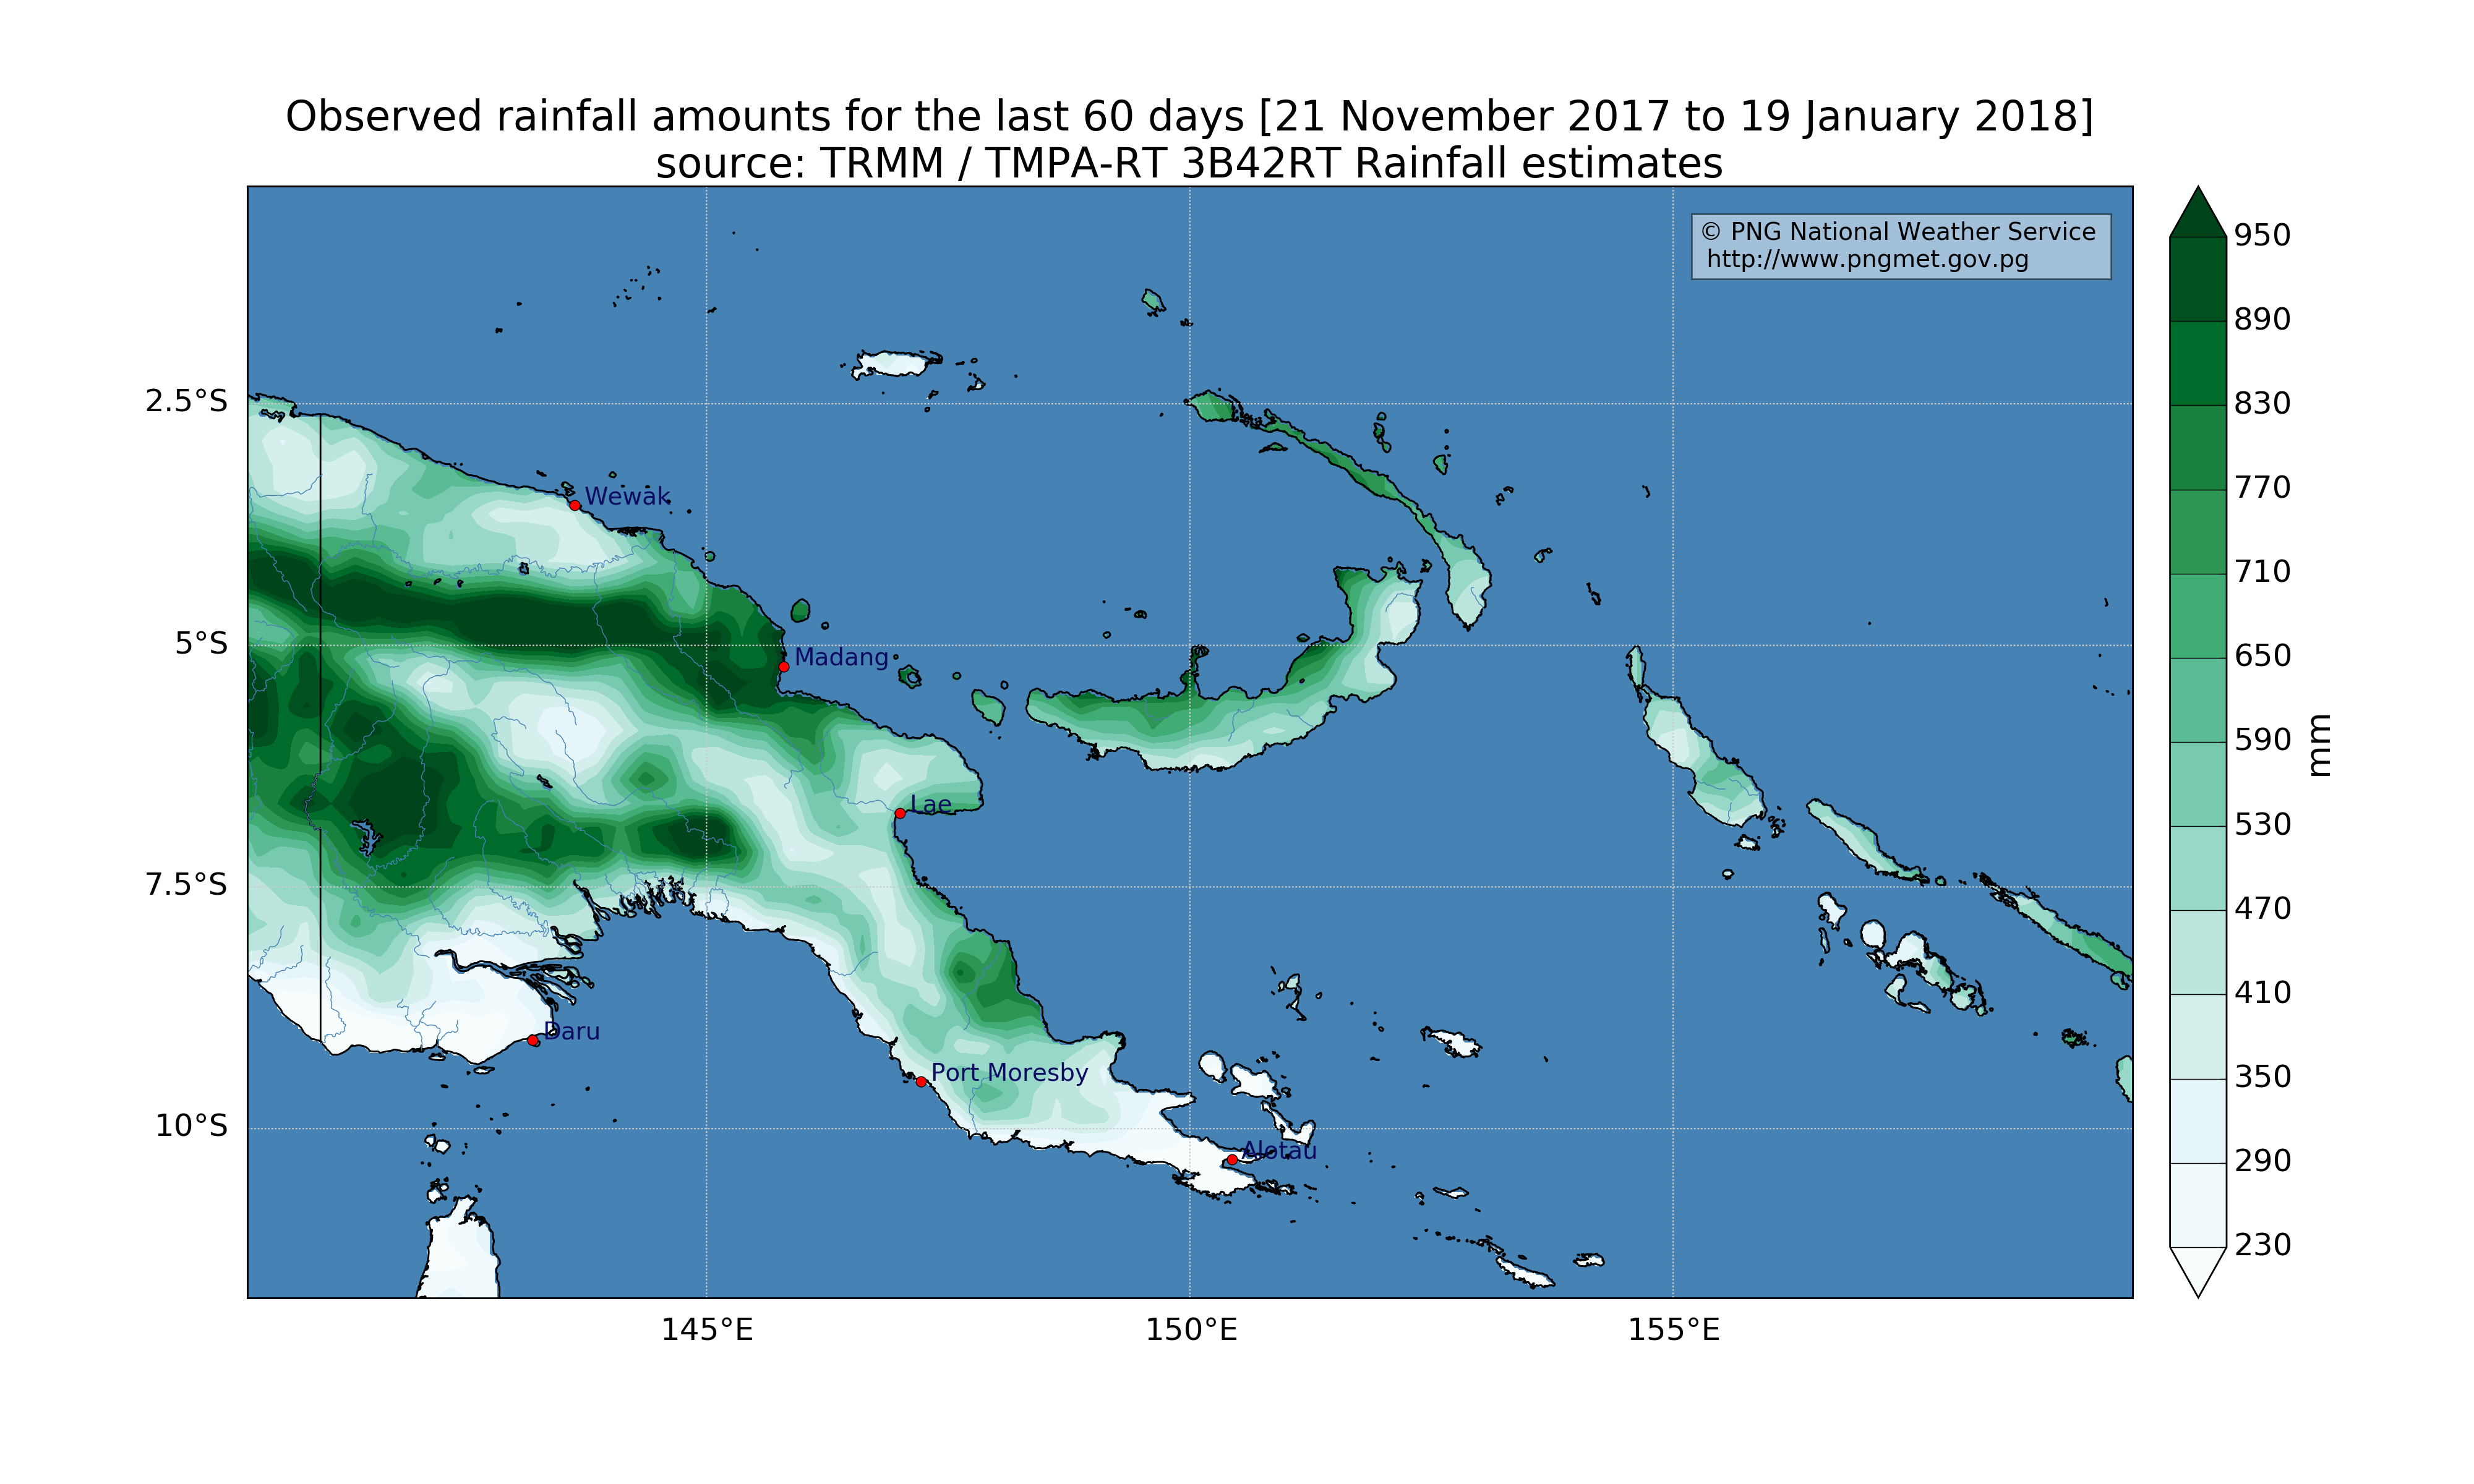 Observed rainfall amounts for the last 60 days [21 November 2017 to 19 January 2018]
source: TRMM / TMPA-RT 3B42RT Rainfall estimates
© PNG National Weather Service
http://www.pngmet.gov.pg
950
890
830
770
710
650
590
530
470
410
350
290
230
mm
2.5°S
5°S
7.5°S
10°S
Wewak
Madang
Lae
Daru
Port Moresby
Alotau
145°E
150°E
155°E